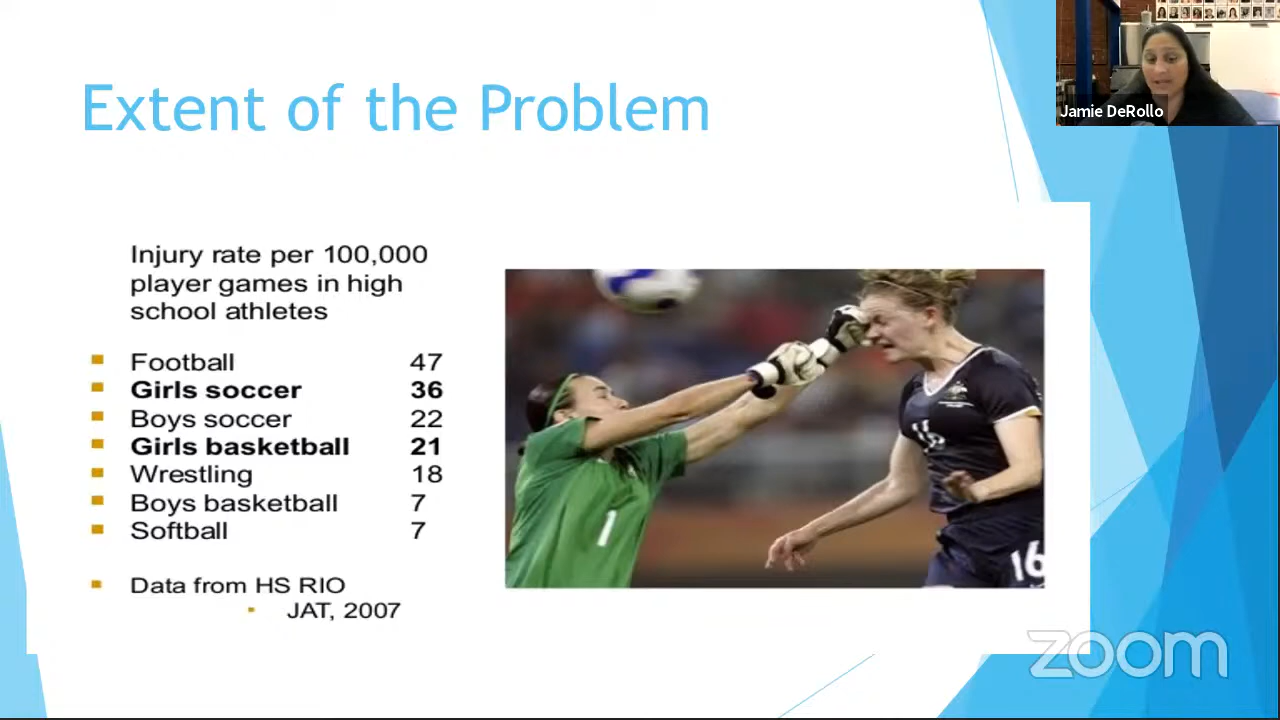 Extent of the Problem
Jamie DeRollo
Injury rate per 100,000
player games in high
school athletes
Football 47
Girls soccer 36
Boys soccer 22
Girls basketball 21
Wrestling 18
Boys basketball 7
Softball 7
Data from HS RIO
JAT, 2007
1
16
16
zoom